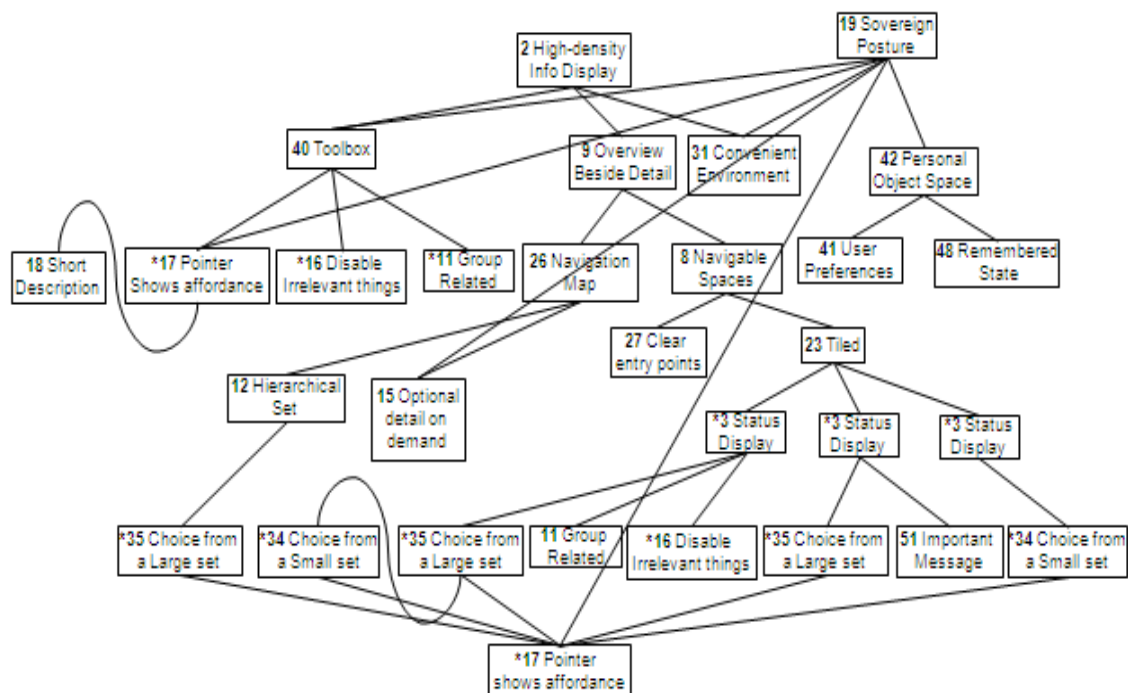 19 Sovereign
Posture
2 High-density
Info Display
40 Toolbox
9 Overview
Beside Detail
31 Convenient
Environment
42 Personal
Object Space
18 Short
Description
*17 Pointer
Shows affordance
*16 Disable
Irrelevant things
*11 Group
Related
26 Navigation
Map
8 Navigable
Spaces
41 User
Preferences
48 Remembered
State
27 Clear
entry points
23 Tiled
12 Hierarchical
Set
15 Optional
detail on
demand
*3 Status
Display
*3 Status
Display
*3 Status
Display
*35 Choice from
a Large set
*34 Choice from
a Small set
*35 Choice from
a Large set
11 Group
Related
*16 Disable
Irrelevant things
*35 Choice from
a Large set
51 Important
Message
*34 Choice from
a Small set
*17 Pointer
shows affordance